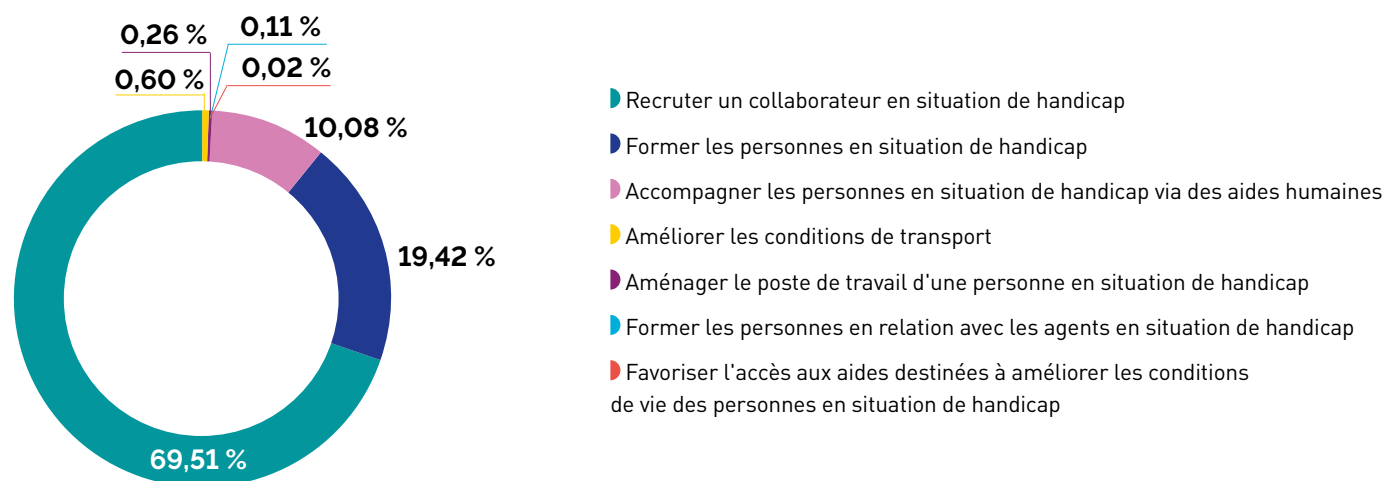 0,26 %
0,11 %
0,60 %
0,02 %
10,08 %
19,42 %
69,51 %
Recruter un collaborateur en situation de handicap
Former les personnes en situation de handicap
Accompagner les personnes en situation de handicap via des aides humaines
Améliorer les conditions de transport
Aménager le poste de travail d'une personne en situation de handicap
Former les personnes en relation avec les agents en situation de handicap
Favoriser l'accès aux aides destinées à améliorer les conditions
de vie des personnes en situation de handicap